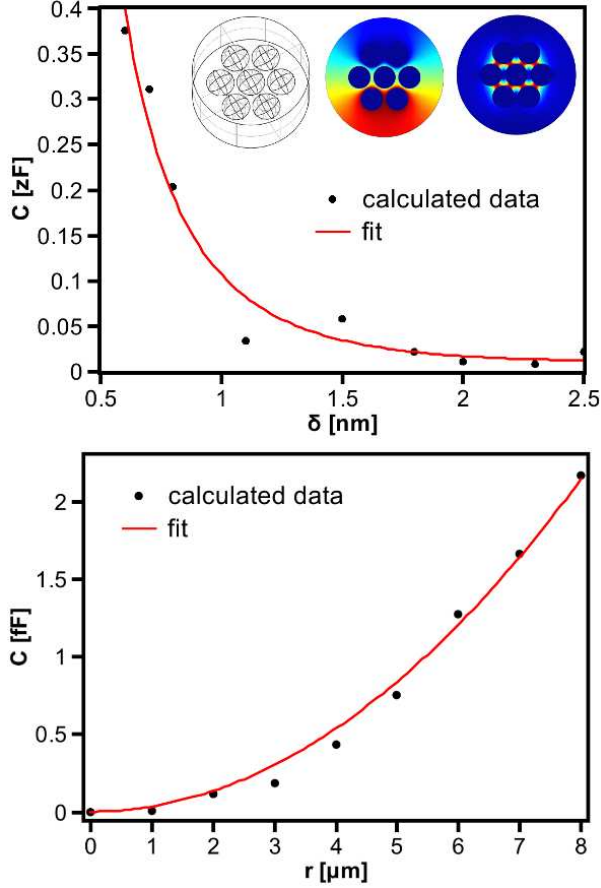 0.4
0.35
0.3
0.25
0.2
0.15
0.1
0.05
0
C [zF]
calculated data
fit
0.5 1 1.5 2 2.5
δ [nm]
calculated data
fit
2
1.5
1
0.5
0
C [fF]
0 1 2 3 4 5 6 7 8
r [µm]